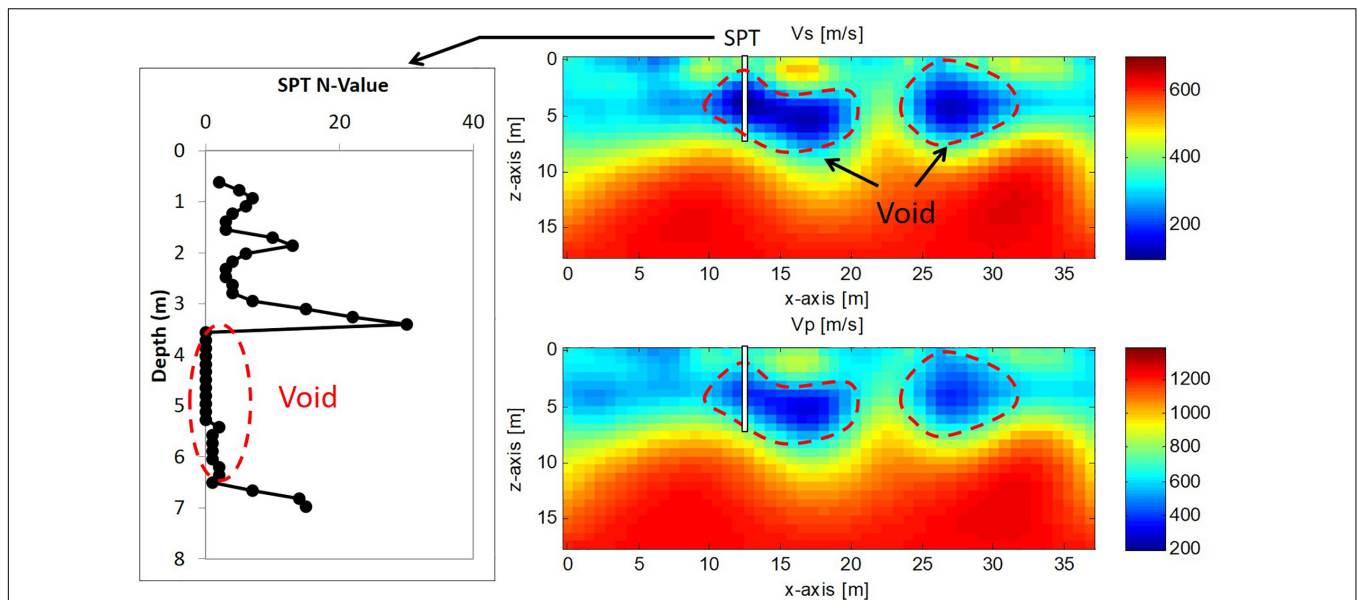 SPT
SPT N-Value
0 20 40
0
1
2
3
4
5
6
7
8
Depth (m)
Void
Vs [m/s]
0
5
10
15
z-axis [m]
0 5 10 15 20 25 30 35
x-axis [m]
Void
600
400
200
Vp [m/s]
0
5
10
15
z-axis [m]
0 5 10 15 20 25 30 35
x-axis [m]
1200
1000
800
600
400
200